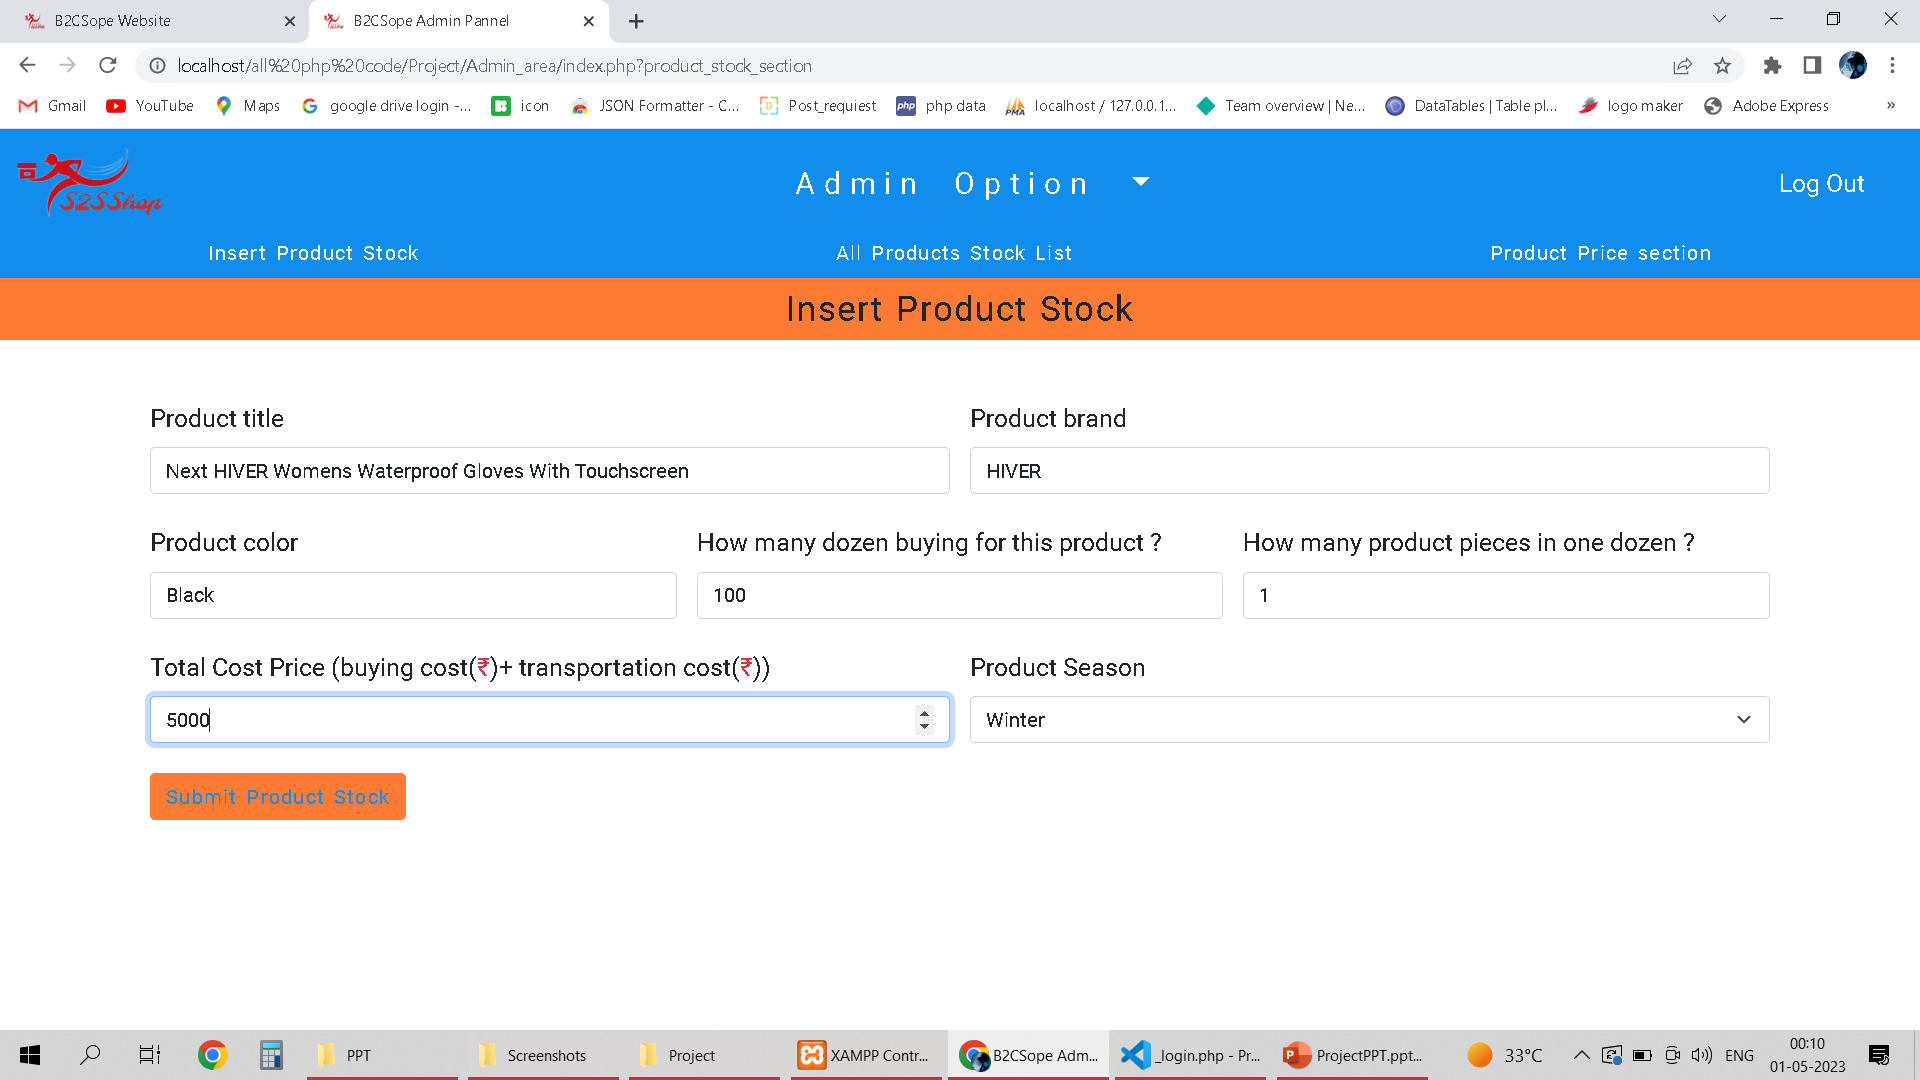 B2CSope Website
B2CSope Admin Pannel
localhost/all%20php%20code/Project/Admin_area/index.php?product_stock_section
Gmail
YouTube
Maps
google drive login -...
icon
JSON Formatter - C...
Post_requiest
php data
localhost / 127.0.0.1...
Team overview | Ne...
DataTables | Table pl...
logo maker
Adobe Express
»
S2SShop
Admin Option
Log Out
Insert Product Stock
All Products Stock List
Product Price section
Insert Product Stock
Product title
Product brand
Next HIVER Womens Waterproof Gloves With Touchscreen
HIVER
Product color
How many dozen buying for this product ?
How many product pieces in one dozen ?
Black
100
1
Total Cost Price (buying cost(₹)+ transportation cost(₹))
Product Season
5000
Winter
Submit Product Stock
PPT
Screenshots
Project
XAMPP Contr...
B2CSope Adm...
_login.php - Pr...
ProjectPPT.ppt...
33°C
ENG
00:10
01-05-2023